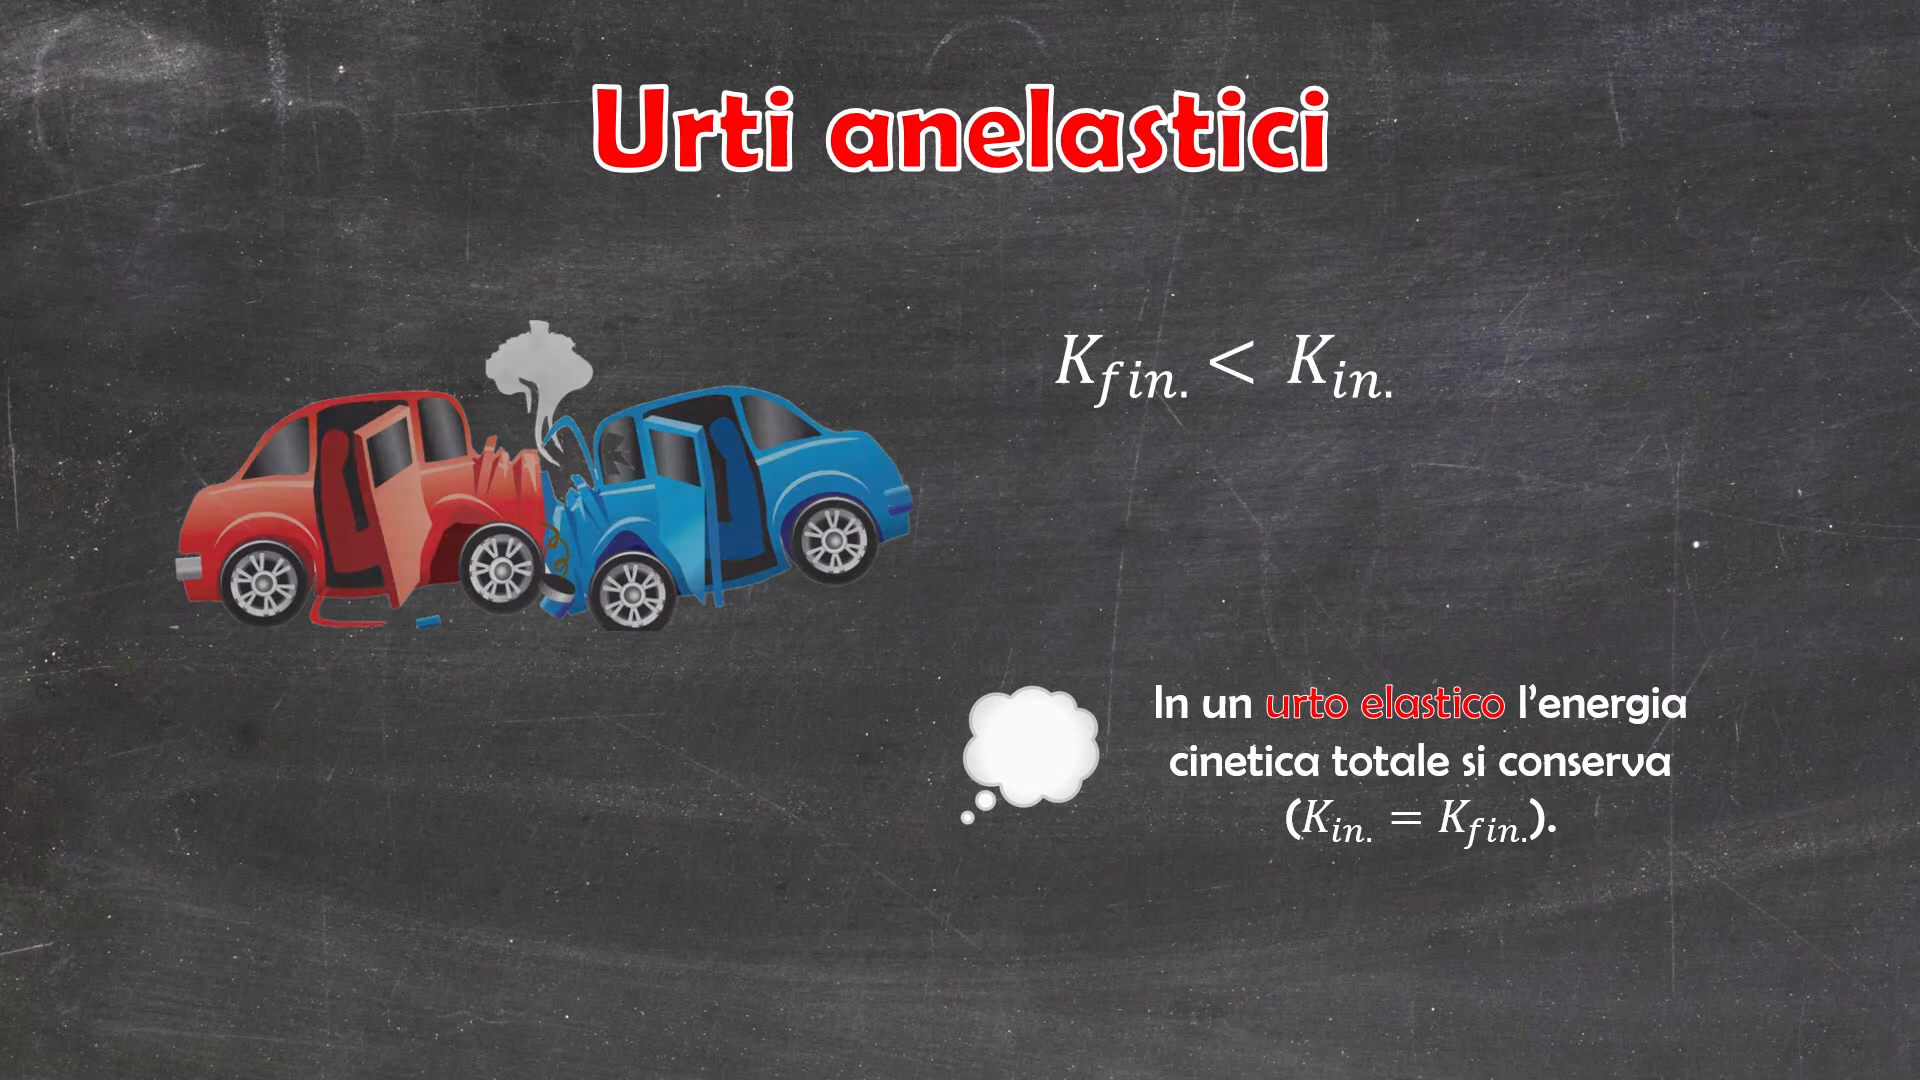 Urti anelastici
K_{fin.} < K_{in.}
In un urto elastico l’energia
cinetica totale si conserva
(K_{in.} = K_{fin.}).